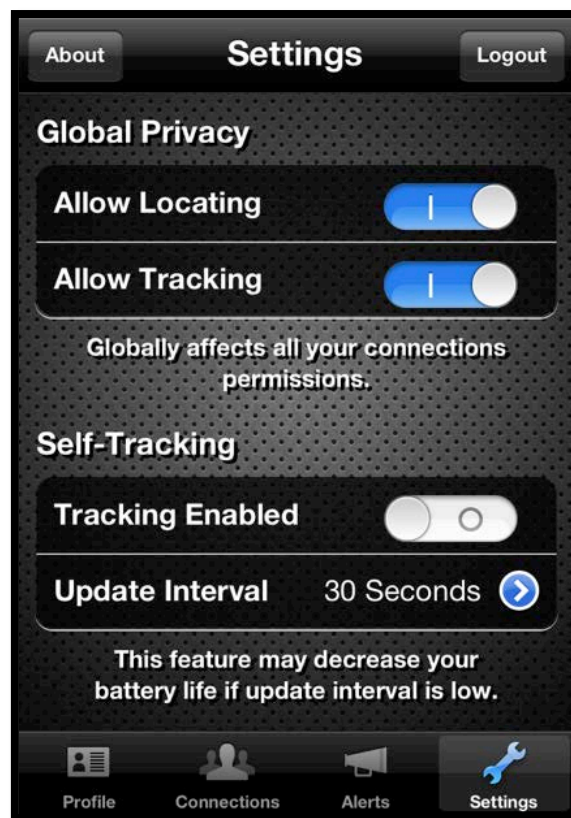 About
Settings
Logout
Global Privacy
Allow Locating
Allow Tracking
Globally affects all your connections
permissions.
Self-Tracking
Tracking Enabled
Update Interval 30 Seconds
This feature may decrease your
battery life if update interval is low.
Profile
Connections
Alerts
Settings